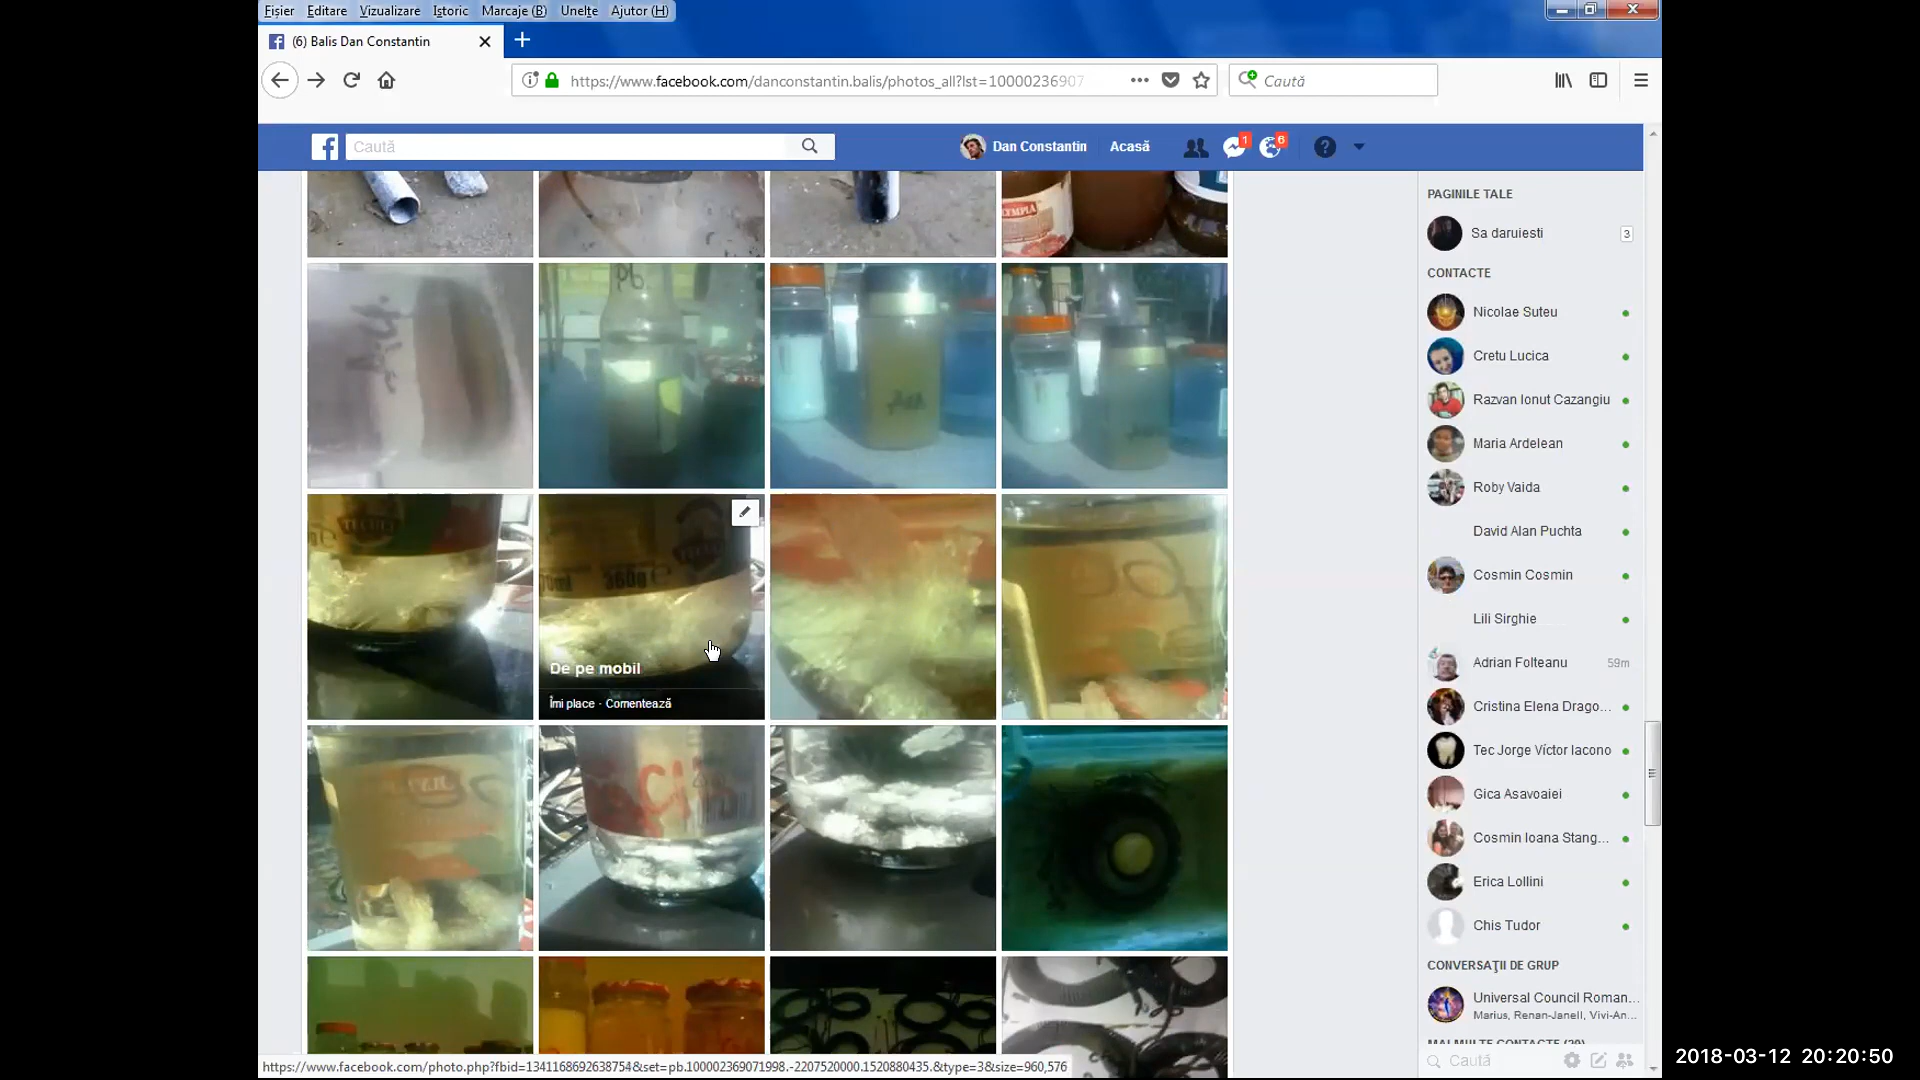 Fișier Editare Vizualizare Istoric Marcaje (B) Unelte Ajutor (H)
(6) Balis Dan Constantin
https://www.facebook.com/danconstantin.balis/photos_all?lst=10000236907
Caută
Caută
Dan Constantin
Acasă
1
6
PAGINILE TALE
Sa daruiesti
3
CONTACTE
Nicolae Suteu
Cretu Lucica
Razvan Ionut Cazangiu
Maria Ardelean
Roby Vaida
David Alan Puchta
Cosmin Cosmin
Lili Sirghie
Adrian Folteanu
59m
Cristina Elena Drago...
Tec Jorge Víctor Iacono
Gica Asavoaiei
Cosmin Ioana Stang...
Erica Lollini
Chis Tudor
CONVERSAŢII DE GRUP
Universal Council Roman...
Marius, Renan-Janell, Vivi-An...
Caută
Pb
360g e
De pe mobil
Îmi place · Comentează
https://www.facebook.com/photo.php?fbid=1341168692638754&set=pb.100002369071998.-2207520000.1520880435.&type=3&size=960,576
2018-03-12 20:20:50